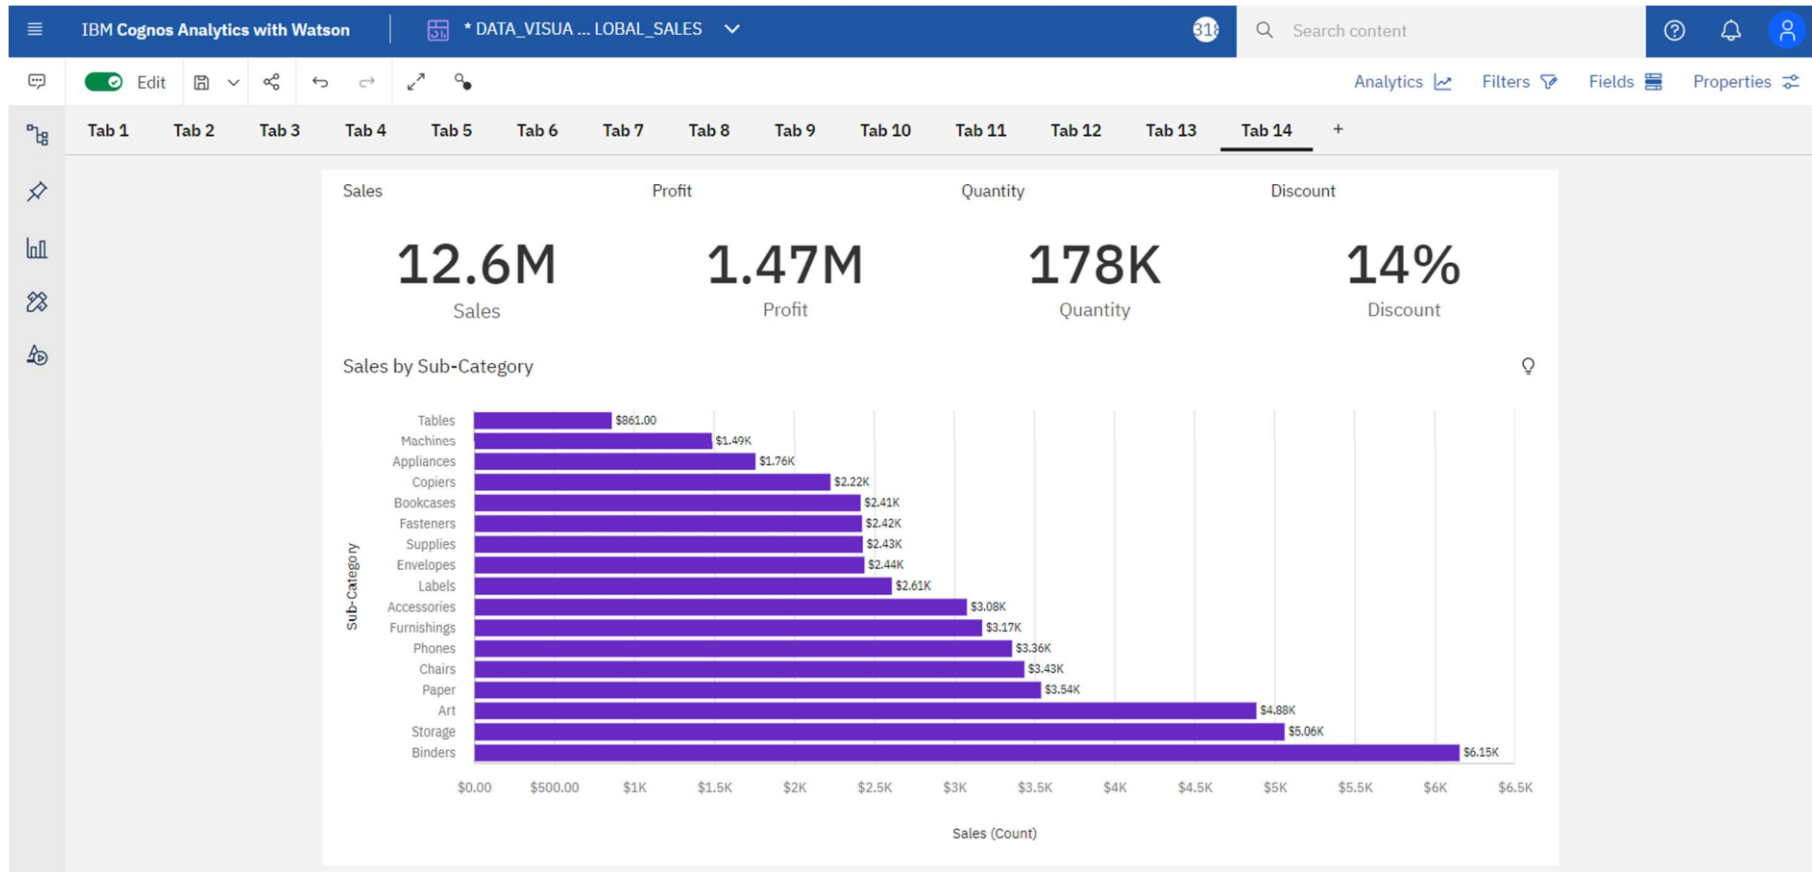 IBM Cognos Analytics with Watson
* DATA_VISUA ... LOBAL_SALES
Search content
Edit
Analytics
Filters
Fields
Properties
Tab 1 Tab 2 Tab 3 Tab 4 Tab 5 Tab 6 Tab 7 Tab 8 Tab 9 Tab 10 Tab 11 Tab 12 Tab 13 Tab 14 +
Sales Profit Quantity Discount
12.6M 1.47M 178K 14%
Sales Profit Quantity Discount
Sales by Sub-Category
Sub-Category
Tables $861.00
Machines $1.49K
Appliances $1.76K
Copiers $2.22K
Bookcases $2.41K
Fasteners $2.42K
Supplies $2.43K
Envelopes $2.44K
Labels $2.61K
Accessories $3.08K
Furnishings $3.17K
Phones $3.36K
Chairs $3.43K
Paper $3.54K
Art $4.88K
Storage $5.06K
Binders $6.15K
$0.00 $500.00 $1K $1.5K $2K $2.5K $3K $3.5K $4K $4.5K $5K $5.5K $6K $6.5K
Sales (Count)